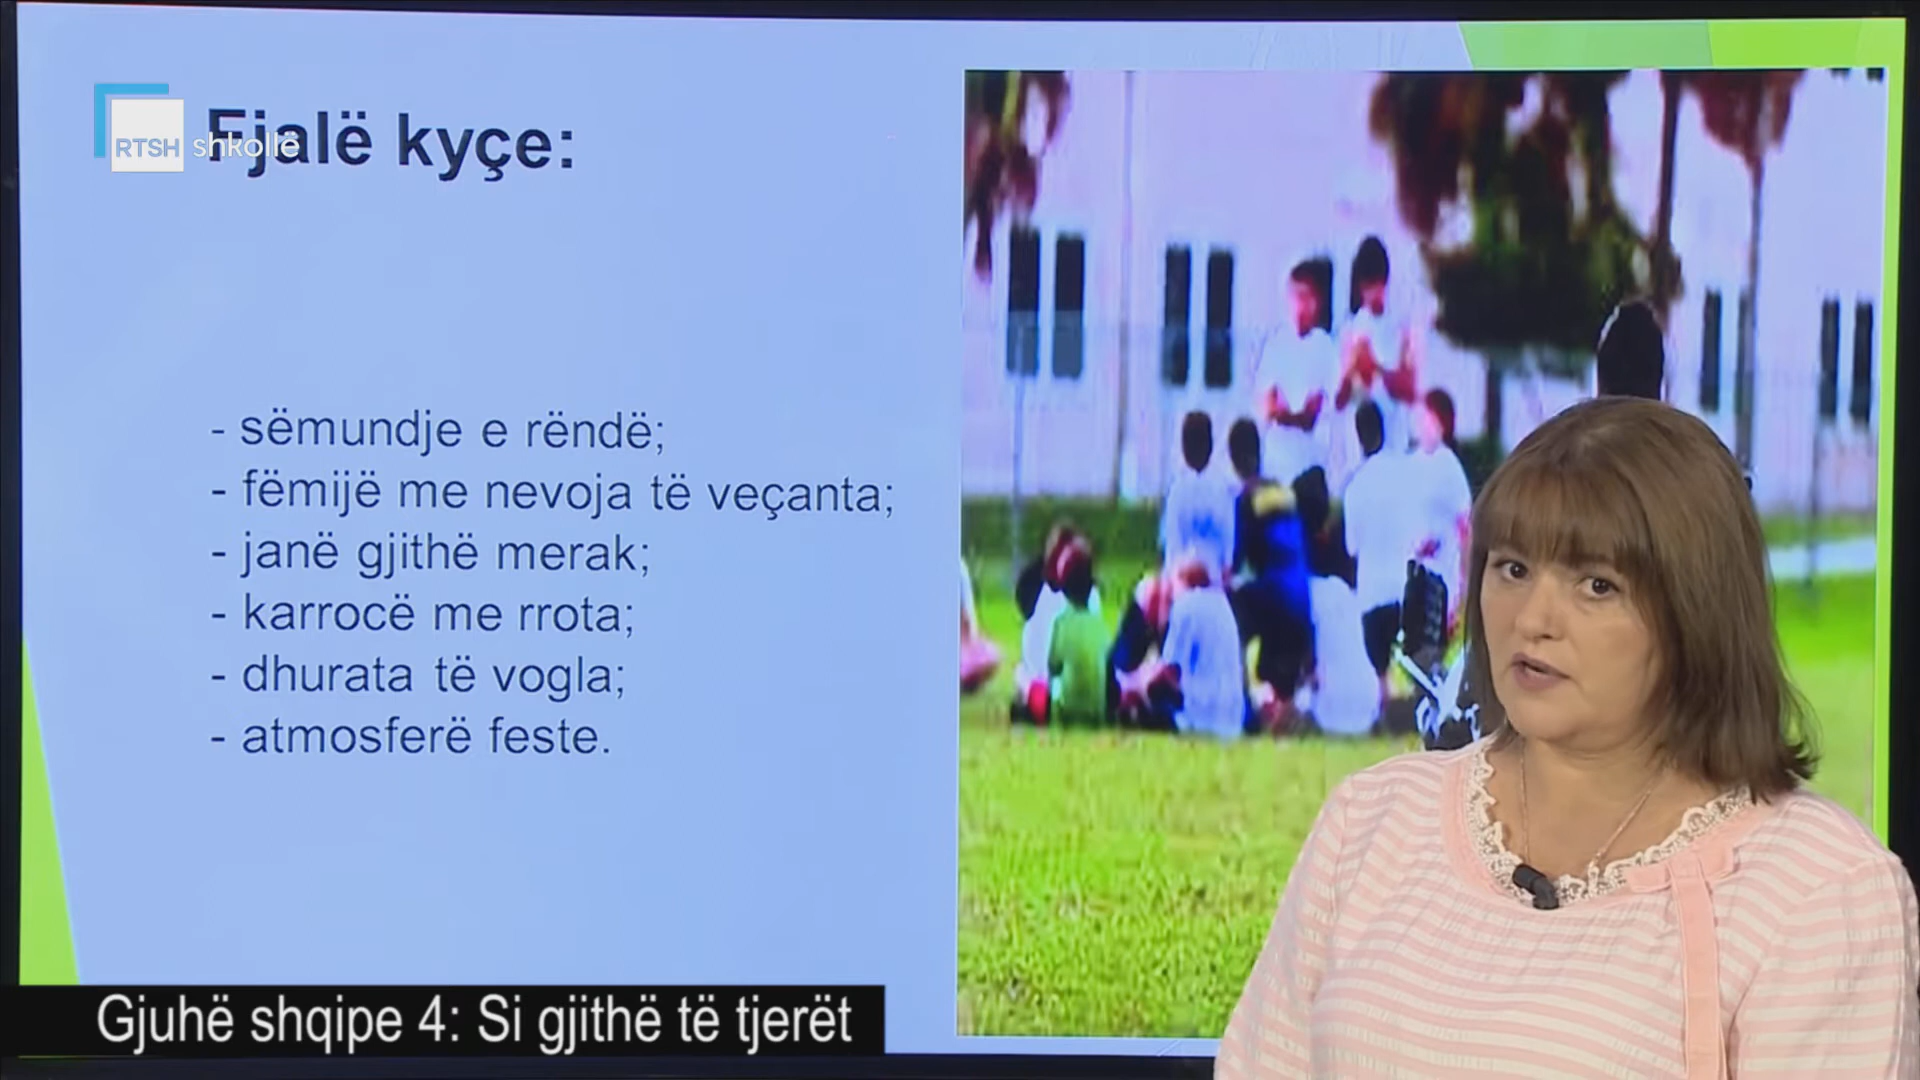 Fjalë kyçe:
RTSH shkollë
- sëmundje e rëndë;
- fëmijë me nevoja të veçanta;
- janë gjithë merak;
- karrocë me rrota;
- dhurata të vogla;
- atmosferë feste.
Gjuhë shqipe 4: Si gjithë të tjerët